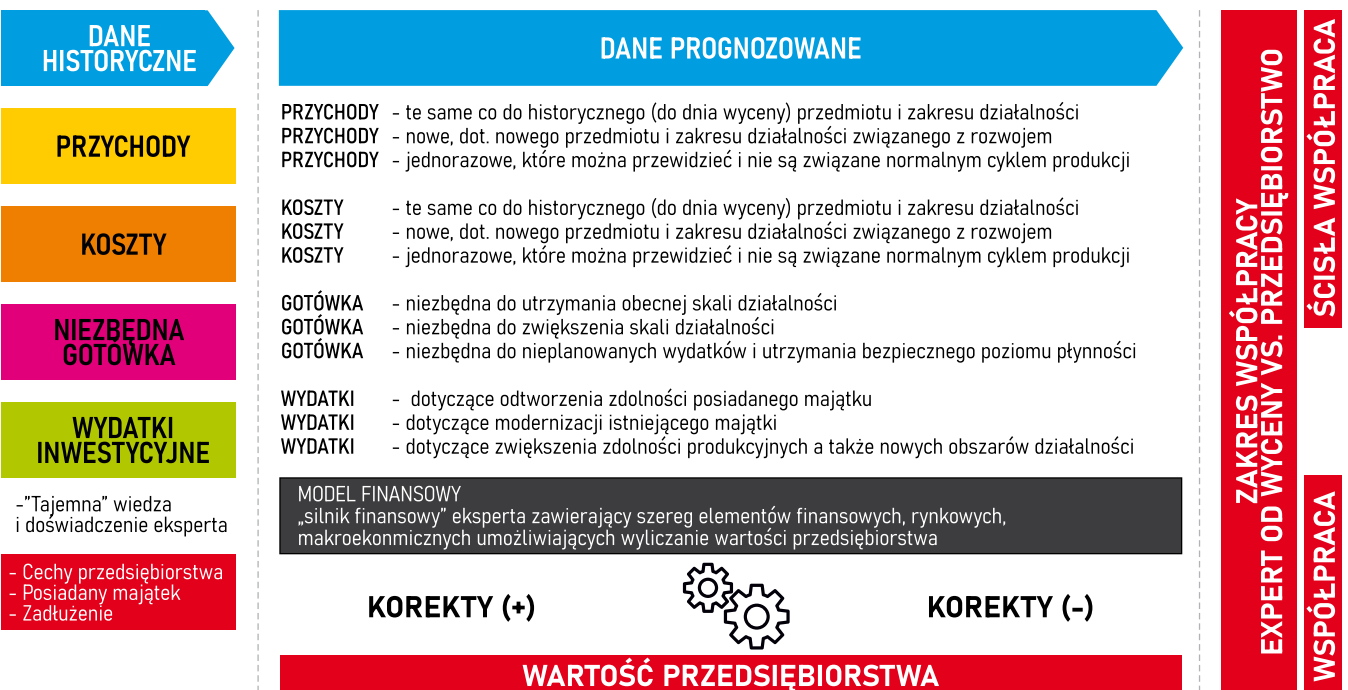 DANE
HISTORYCZNE
PRZYCHODY
KOSZTY
NIEZBĘDNA
GOTÓWKA
WYDATKI
INWESTYCYJNE
-”Tajemna” wiedza
i doświadczenie eksperta
- Cechy przedsiębiorstwa
- Posiadany majątek
- Zadłużenie
DANE PROGNOZOWANE
PRZYCHODY - te same co do historycznego (do dnia wyceny) przedmiotu i zakresu działalności
PRZYCHODY - nowe, dot. nowego przedmiotu i zakresu działalności związanego z rozwojem
PRZYCHODY - jednorazowe, które można przewidzieć i nie są związane normalnym cyklem produkcji
KOSZTY - te same co do historycznego (do dnia wyceny) przedmiotu i zakresu działalności
KOSZTY - nowe, dot. nowego przedmiotu i zakresu działalności związanego z rozwojem
KOSZTY - jednorazowe, które można przewidzieć i nie są związane normalnym cyklem produkcji
GOTÓWKA - niezbędna do utrzymania obecnej skali działalności
GOTÓWKA - niezbędna do zwiększenia skali działalności
GOTÓWKA - niezbędna do nieplanowanych wydatków i utrzymania bezpiecznego poziomu płynności
WYDATKI - dotyczące odtworzenia zdolności posiadanego majątku
WYDATKI - dotyczące modernizacji istniejącego majątki
WYDATKI - dotyczące zwiększenia zdolności produkcyjnych a także nowych obszarów działalności
MODEL FINANSOWY
„silnik finansowy” eksperta zawierający szereg elementów finansowych, rynkowych,
makroekonmicznych umożliwiających wyliczanie wartości przedsiębiorstwa
KOREKTY (+)
KOREKTY (-)
WARTOŚĆ PRZEDSIĘBIORSTWA
ZAKRES WSPÓŁPRACY
EXPERT OD WYCENY VS. PRZEDSIĘBIORSTWO
ŚCISŁA WSPÓŁPRACA
WSPÓŁPRACA